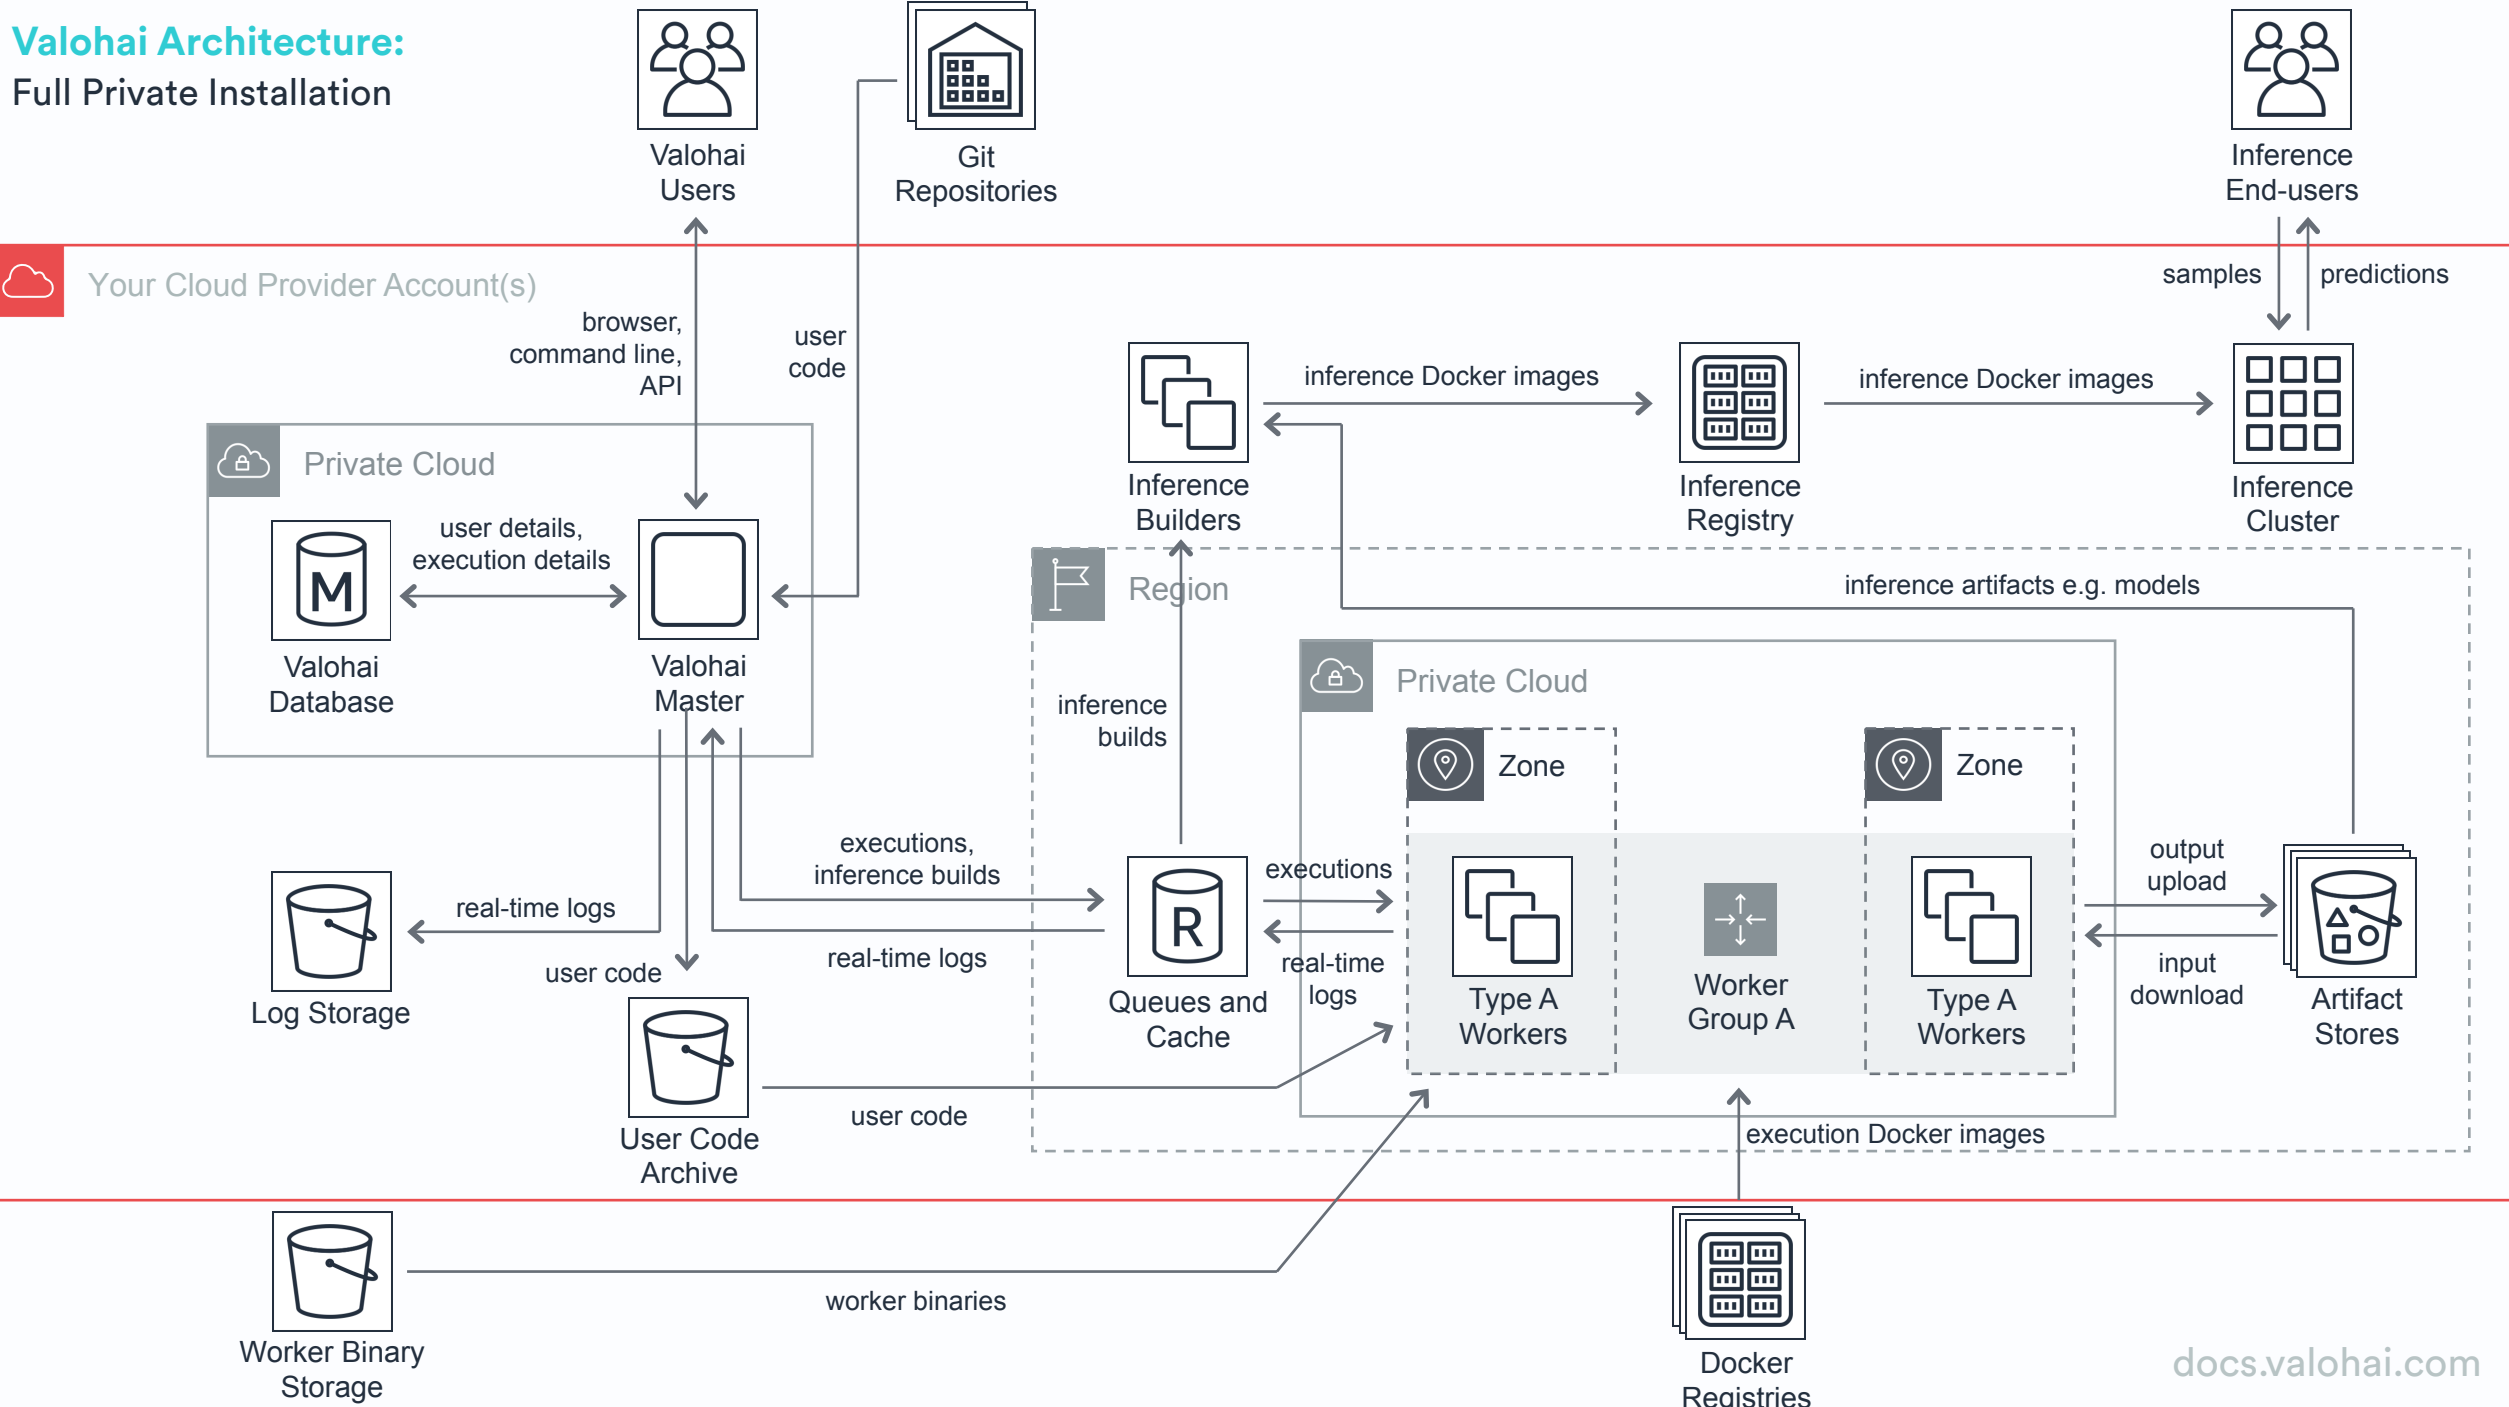 Valohai Architecture:
Full Private Installation
Valohai
Users
Git
Repositories
Inference
End-users
Your Cloud Provider Account(s)
browser,
command line,
API
user
code
samples
predictions
inference Docker images
inference Docker images
Inference
Builders
Inference
Registry
Inference
Cluster
Private Cloud
user details,
execution details
M
Valohai
Database
Valohai
Master
Region
inference artifacts e.g. models
inference
builds
Private Cloud
Zone
Zone
executions,
inference builds
executions
real-time logs
real-time logs
real-time
logs
user code
Log Storage
R
Queues and
Cache
Type A
Workers
Worker
Group A
Type A
Workers
output
upload
input
download
Artifact
Stores
user code
User Code
Archive
execution Docker images
worker binaries
Worker Binary
Storage
Docker
Registries
docs.valohai.com